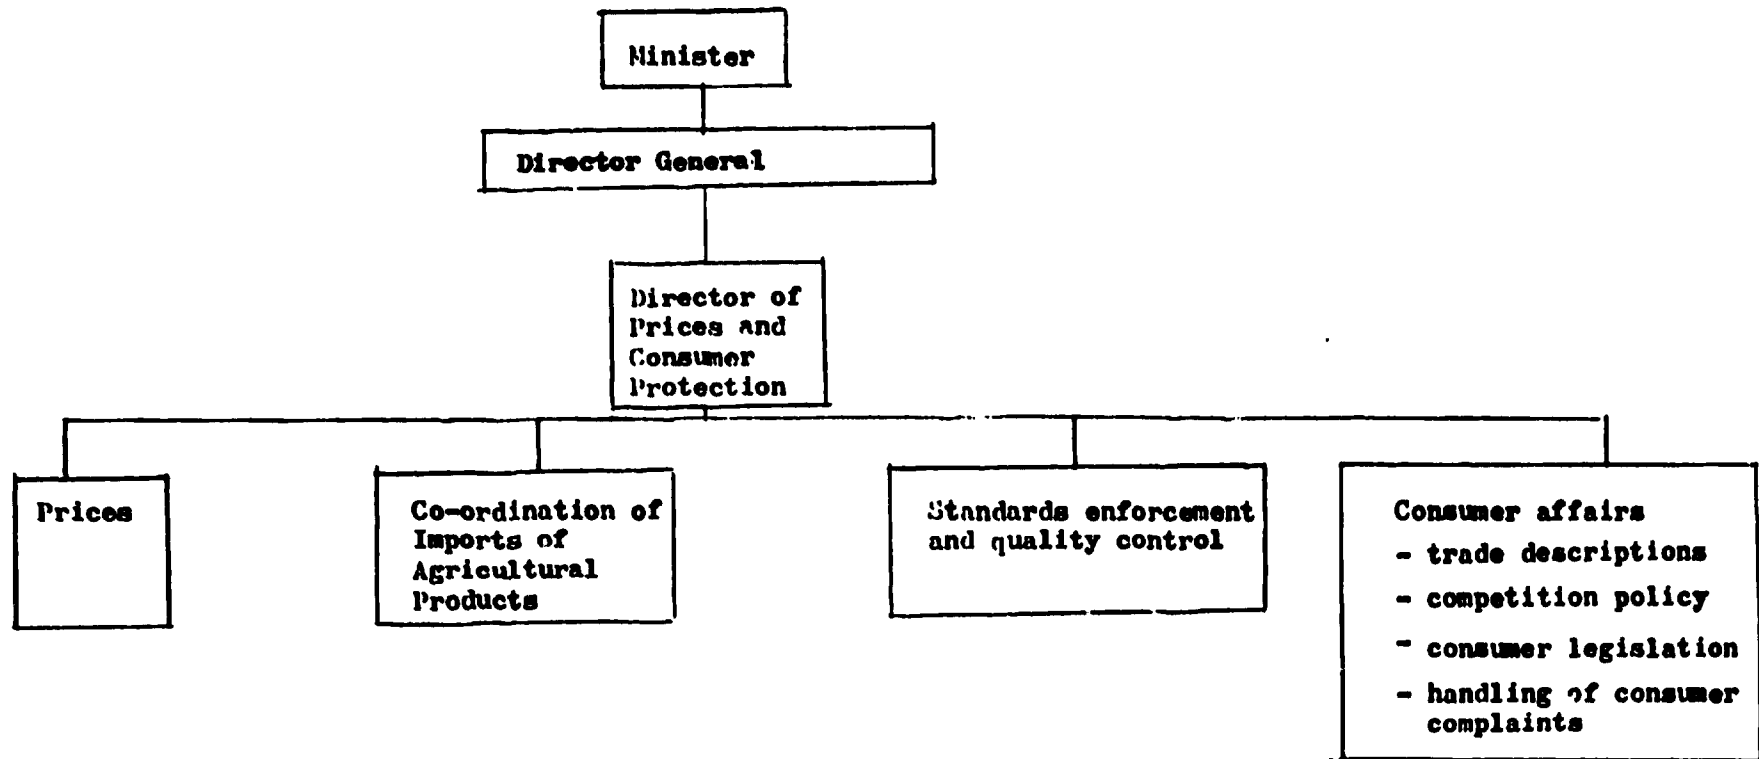 Minister
Director General
Director of
Prices and
Consumer
Protection
Prices
Co-ordination of
Imports of
Agricultural
Products
Standards enforcement
and quality control
Consumer affairs
- trade descriptions
- competition policy
- consumer legislation
- handling of consumer
complaints